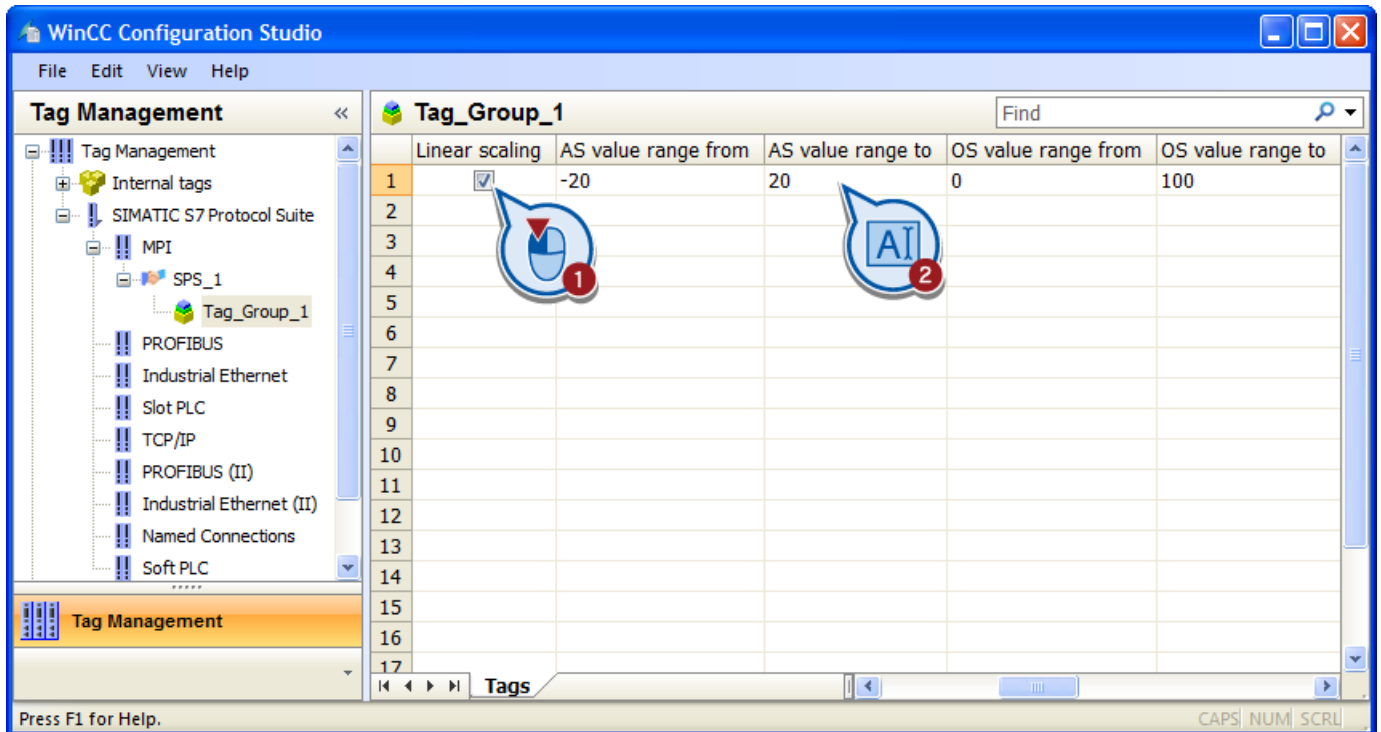 WinCC Configuration Studio
File Edit View Help
Tag Management «
Tag_Group_1 Find
Tag Management
Internal tags
SIMATIC S7 Protocol Suite
MPI
SPS_1
Tag_Group_1
PROFIBUS
Industrial Ethernet
Slot PLC
TCP/IP
PROFIBUS (II)
Industrial Ethernet (II)
Named Connections
Soft PLC
Tag Management
Linear scaling AS value range from AS value range to OS value range from OS value range to
1 -20 20 0 100
2
3
4
5
6
7
8
9
10
11
12
13
14
15
16
17
1
A
2
Tags
Press F1 for Help. CAPS NUM SCRL